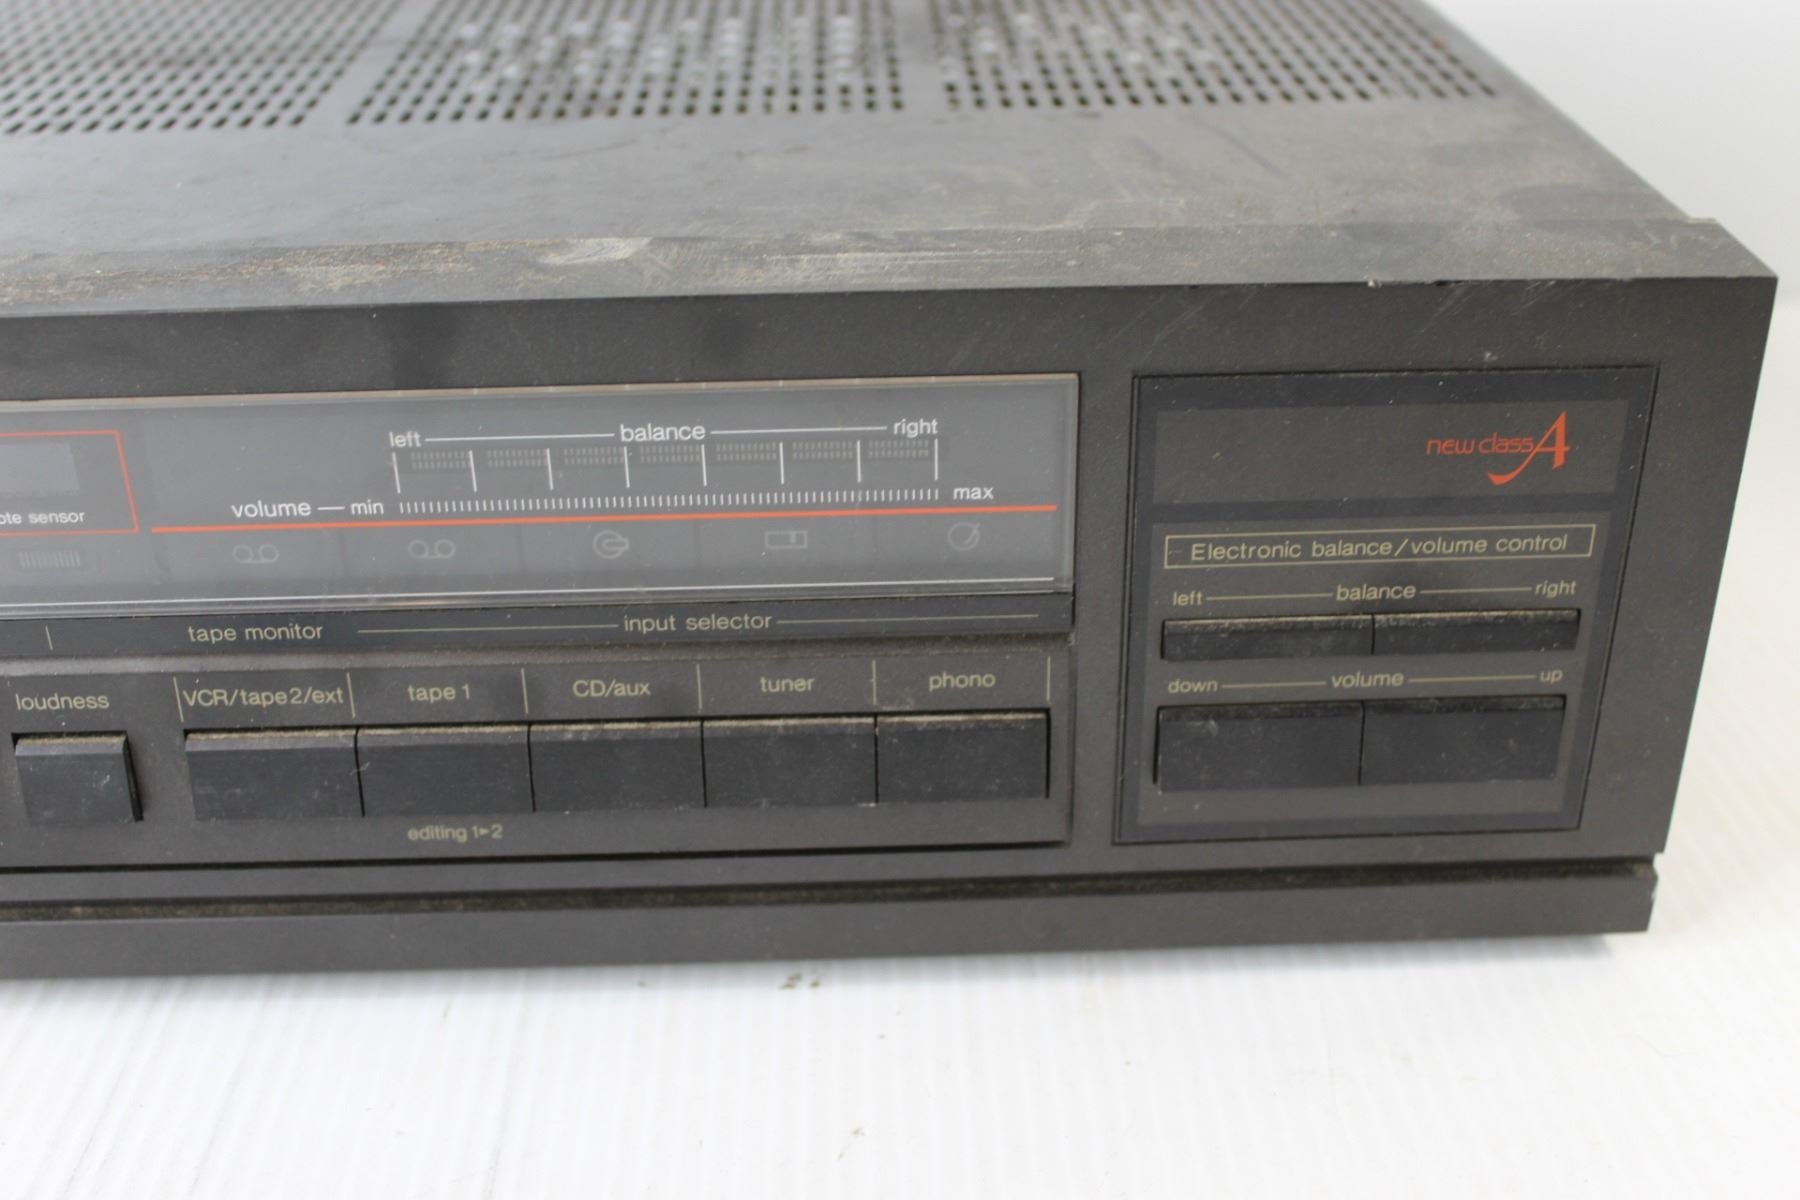 left balance right
volume min max
sensor
new class A
Electronic balance/volume control
left balance right
down volume up
tape monitor input selector
loudness VCR/tape2/ext tape 1 CD/aux tuner phono
editing 1►2